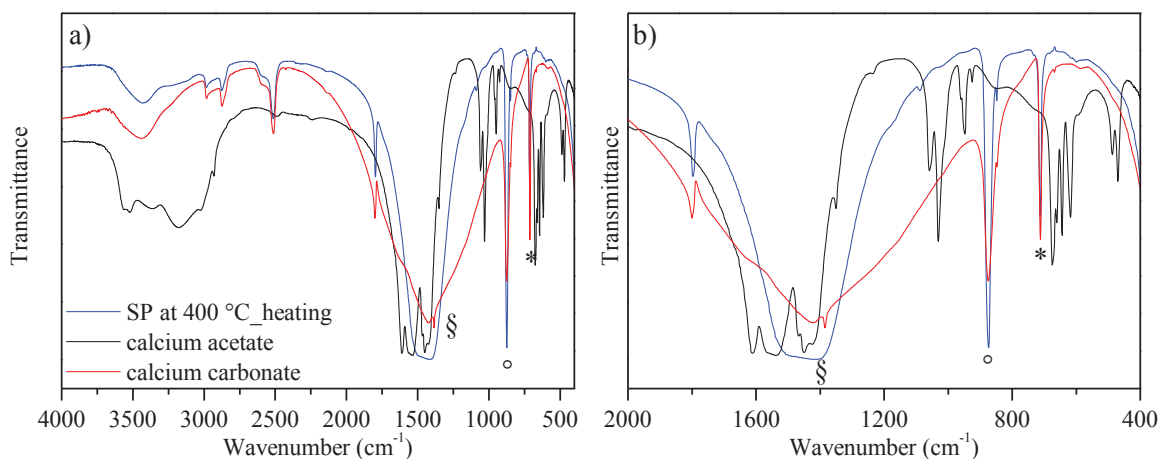 a)
Transmittance
*
§
°
SP at 400 °C_heating
calcium acetate
calcium carbonate
4000 3500 3000 2500 2000 1500 1000 500
Wavenumber (cm-1)
b)
Transmittance
*
§
°
2000 1600 1200 800 400
Wavenumber (cm-1)